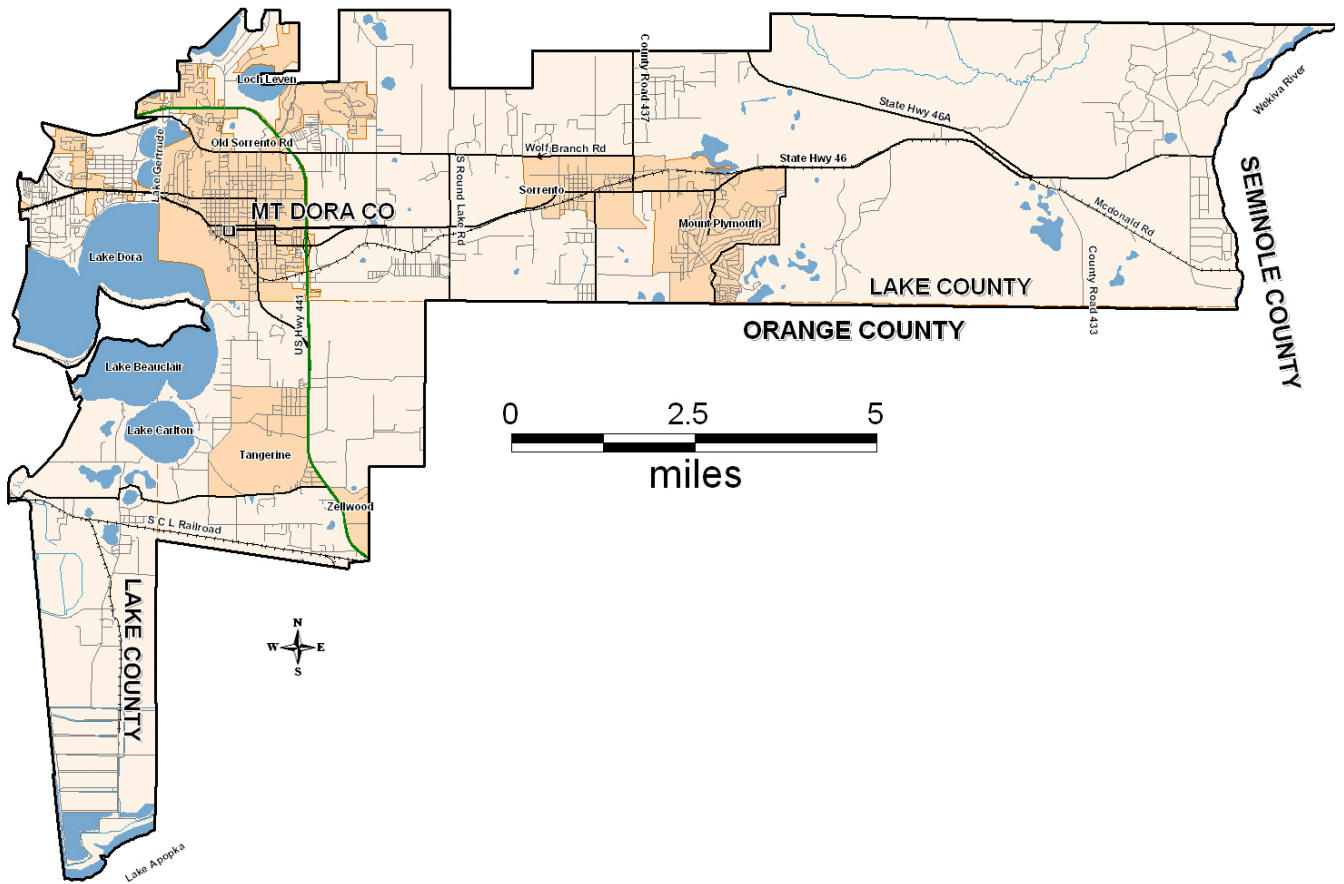 Loch Leven
County Road 437
Wekiva River
State Hwy 46A
Old Sorrento Rd
Lake Gertrude
Wolf Branch Rd
State Hwy 46
S Round Lake Rd
Sorrento
SEMINOLE COUNTY
MT DORA CO
Mcdonald Rd
Mount Plymouth
Lake Dora
County Road 433
LAKE COUNTY
US Hwy 441
ORANGE COUNTY
Lake Beauclair
0 2.5 5
miles
Lake Carlton
Tangerine
Zellwood
S C L Railroad
LAKE COUNTY
N
W E
S
Lake Apopka